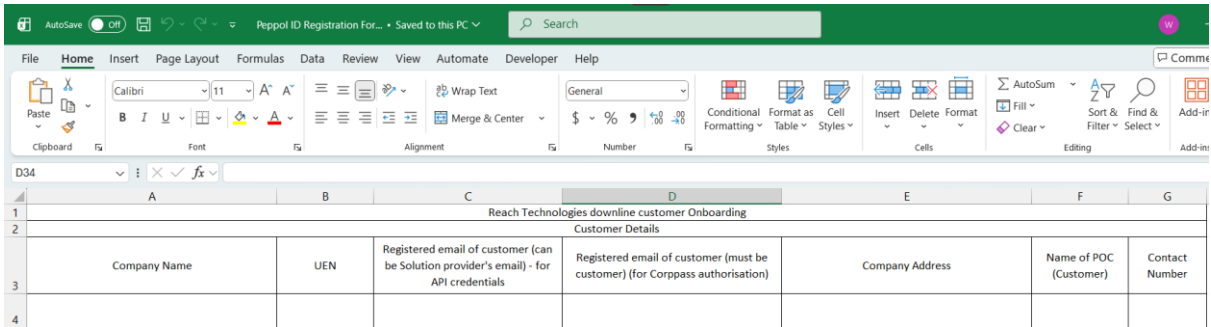 AutoSave Off Peppol ID Registration For... • Saved to this PC Search W
File Home Insert Page Layout Formulas Data Review View Automate Developer Help Comme
Paste Calibri 11 A^ A˅ Wrap Text General Conditional Formatting Format as Table Cell Styles Insert Delete Format AutoSum Fill Clear Sort & Filter Find & Select Add-in
B I U A Merge & Center $ % 9 .00 .00
Clipboard Font Alignment Number Styles Cells Editing Add-ins
D34 fx
A B C D E F G
1 Reach Technologies downline customer Onboarding
2 Customer Details
3 Company Name UEN Registered email of customer (can be Solution provider's email) - for API credentials Registered email of customer (must be customer) (for Corppass authorisation) Company Address Name of POC (Customer) Contact Number
4